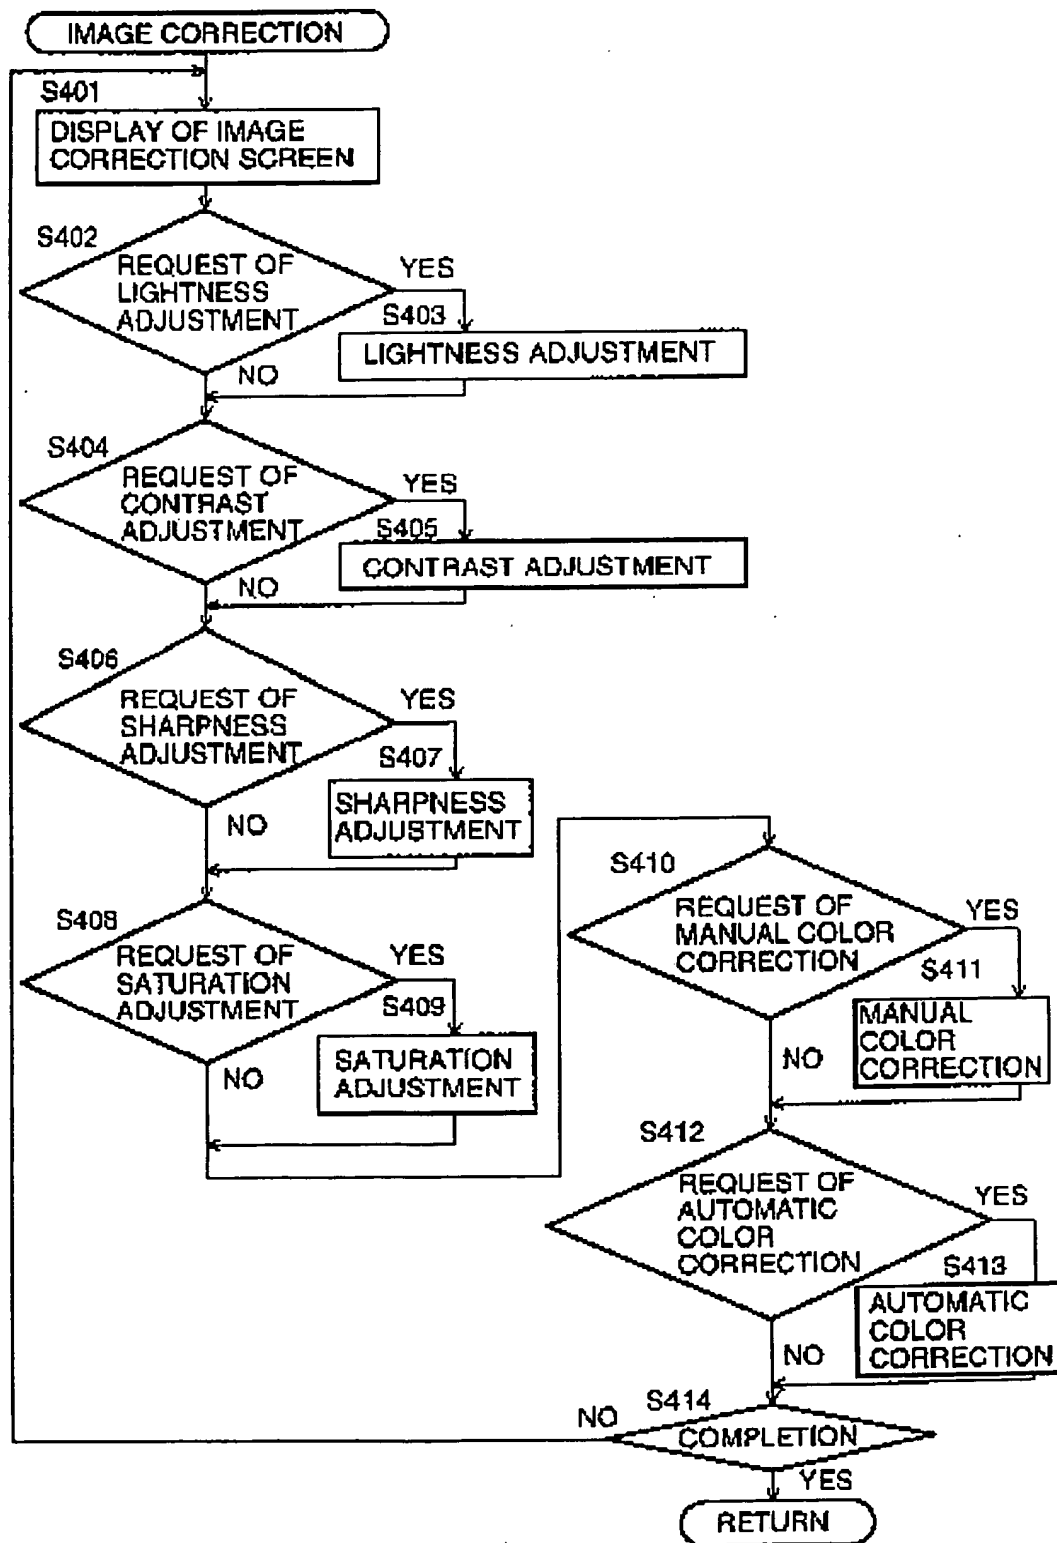 IMAGE CORRECTION
S401
DISPLAY OF IMAGE
CORRECTION SCREEN
S402
REQUEST OF
LIGHTNESS
ADJUSTMENT
YES
S403
LIGHTNESS ADJUSTMENT
NO
S404
REQUEST OF
CONTRAST
ADJUSTMENT
YES
S405
CONTRAST ADJUSTMENT
NO
S406
REQUEST OF
SHARPNESS
ADJUSTMENT
YES
S407
SHARPNESS
ADJUSTMENT
NO
S408
REQUEST OF
SATURATION
ADJUSTMENT
YES
S409
SATURATION
ADJUSTMENT
NO
S410
REQUEST OF
MANUAL COLOR
CORRECTION
YES
S411
MANUAL
COLOR
CORRECTION
NO
S412
REQUEST OF
AUTOMATIC
COLOR
CORRECTION
YES
S413
AUTOMATIC
COLOR
CORRECTION
NO
S414
COMPLETION
NO
YES
RETURN